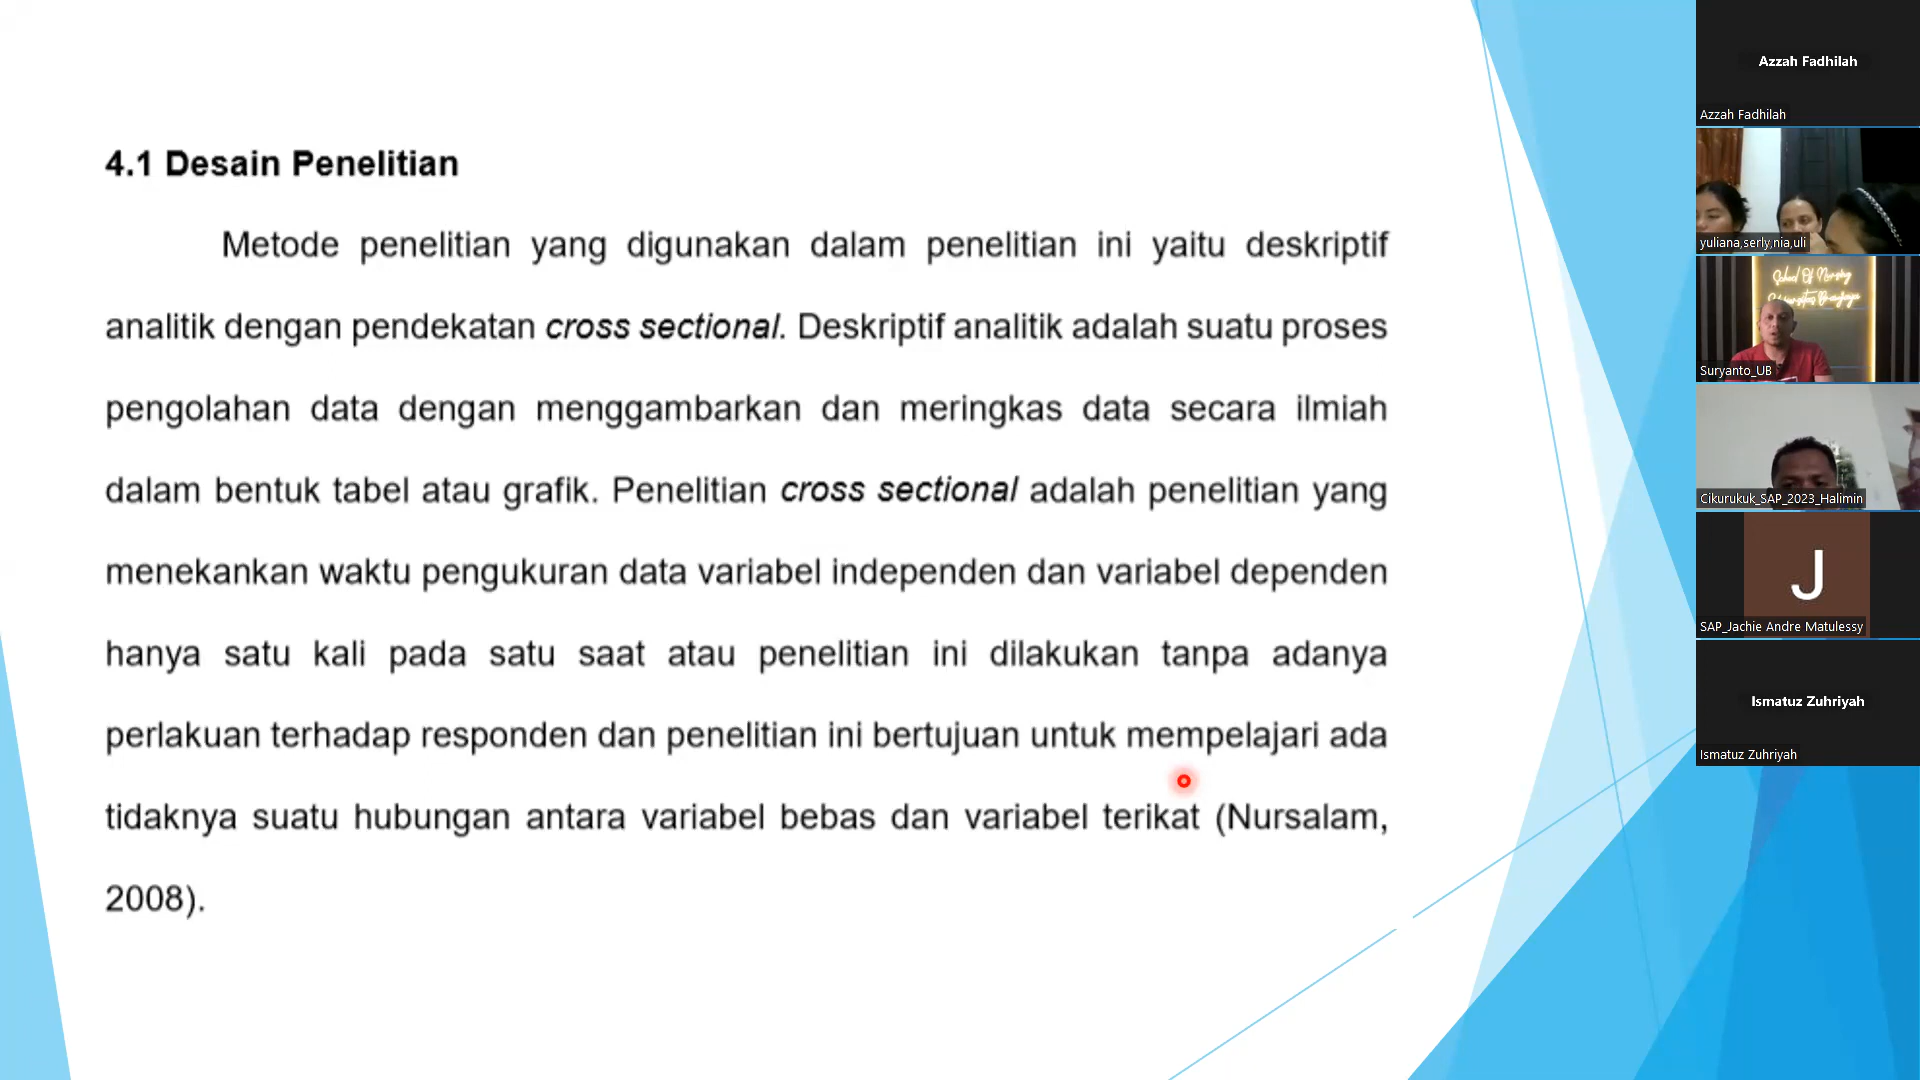 4.1 Desain Penelitian
Metode penelitian yang digunakan dalam penelitian ini yaitu deskriptif
analitik dengan pendekatan cross sectional. Deskriptif analitik adalah suatu proses
pengolahan data dengan menggambarkan dan meringkas data secara ilmiah
dalam bentuk tabel atau grafik. Penelitian cross sectional adalah penelitian yang
menekankan waktu pengukuran data variabel independen dan variabel dependen
hanya satu kali pada satu saat atau penelitian ini dilakukan tanpa adanya
perlakuan terhadap responden dan penelitian ini bertujuan untuk mempelajari ada
tidaknya suatu hubungan antara variabel bebas dan variabel terikat (Nursalam,
2008).
Azzah Fadhilah
Azzah Fadhilah
yuliana,serly,nia,uli
School Of Nursing
Universitas Brawijaya
Suryanto_UB
Cikurukuk_SAP_2023_Halimin
J
SAP_Jachie Andre Matulessy
Ismatuz Zuhriyah
Ismatuz Zuhriyah